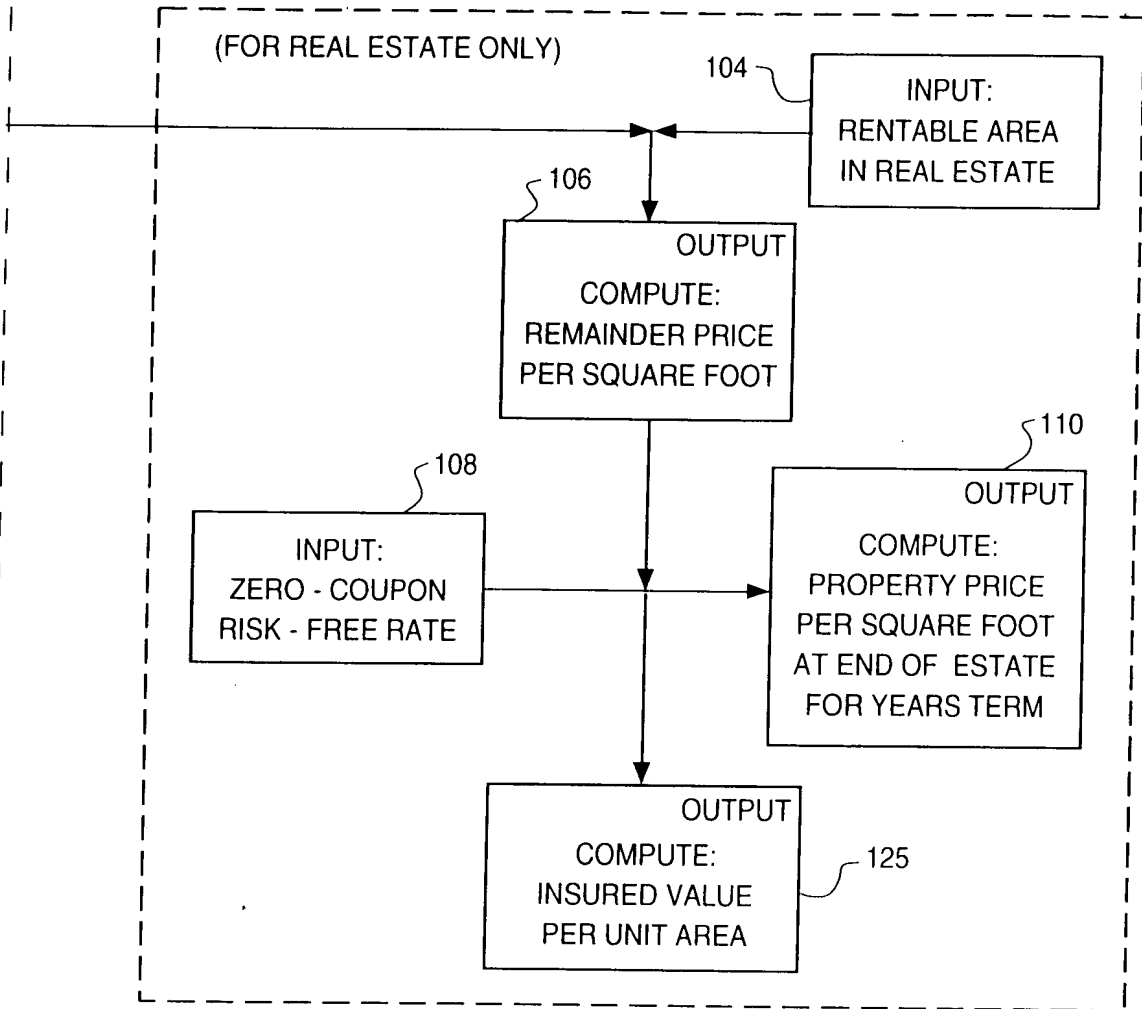 (FOR REAL ESTATE ONLY)
104
INPUT:
RENTABLE AREA
IN REAL ESTATE
106
OUTPUT
COMPUTE:
REMAINDER PRICE
PER SQUARE FOOT
108
INPUT:
ZERO - COUPON
RISK - FREE RATE
110
OUTPUT
COMPUTE:
PROPERTY PRICE
PER SQUARE FOOT
AT END OF ESTATE
FOR YEARS TERM
OUTPUT
COMPUTE:
INSURED VALUE
PER UNIT AREA
125